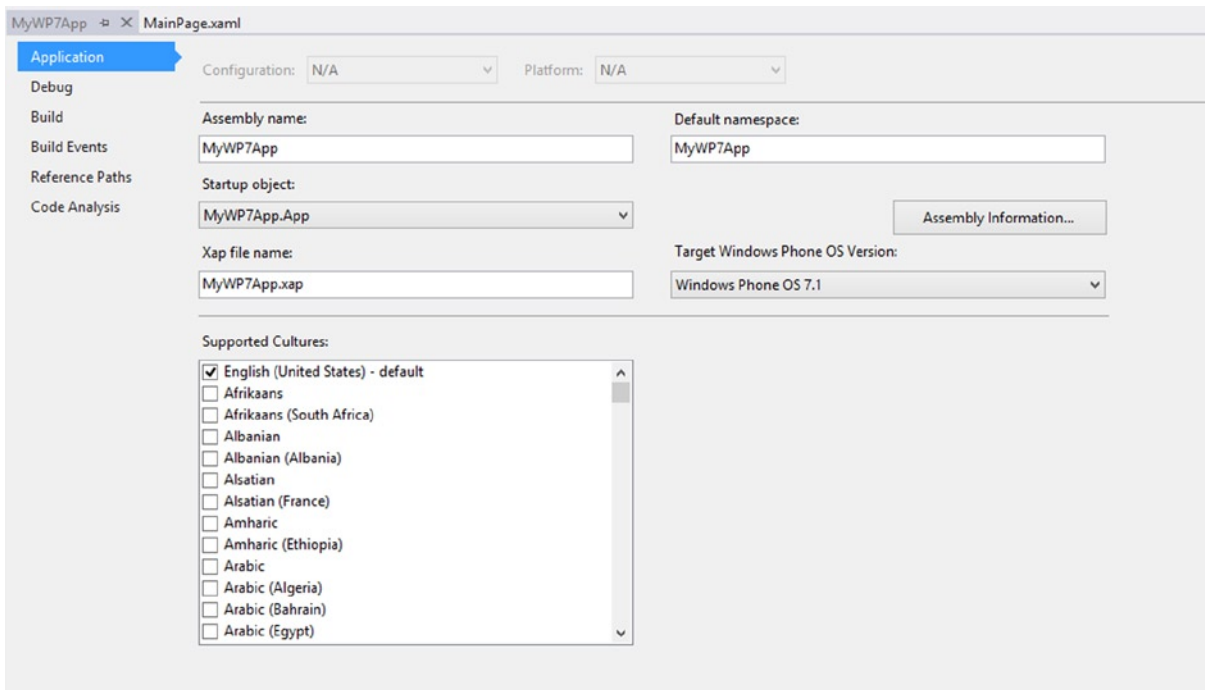 MyWP7App MainPage.xaml
Application
Debug
Build
Build Events
Reference Paths
Code Analysis
Configuration: N/A Platform: N/A
Assembly name: Default namespace:
MyWP7App MyWP7App
Startup object:
MyWP7App.App Assembly Information...
Xap file name: Target Windows Phone OS Version:
MyWP7App.xap Windows Phone OS 7.1
Supported Cultures:
English (United States) - default
Afrikaans
Afrikaans (South Africa)
Albanian
Albanian (Albania)
Alsatian
Alsatian (France)
Amharic
Amharic (Ethiopia)
Arabic
Arabic (Algeria)
Arabic (Bahrain)
Arabic (Egypt)